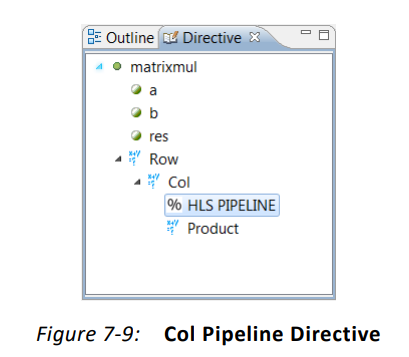 Outline Directive
matrixmul
a
b
res
Row
Col
% HLS PIPELINE
Product
Figure 7-9: Col Pipeline Directive